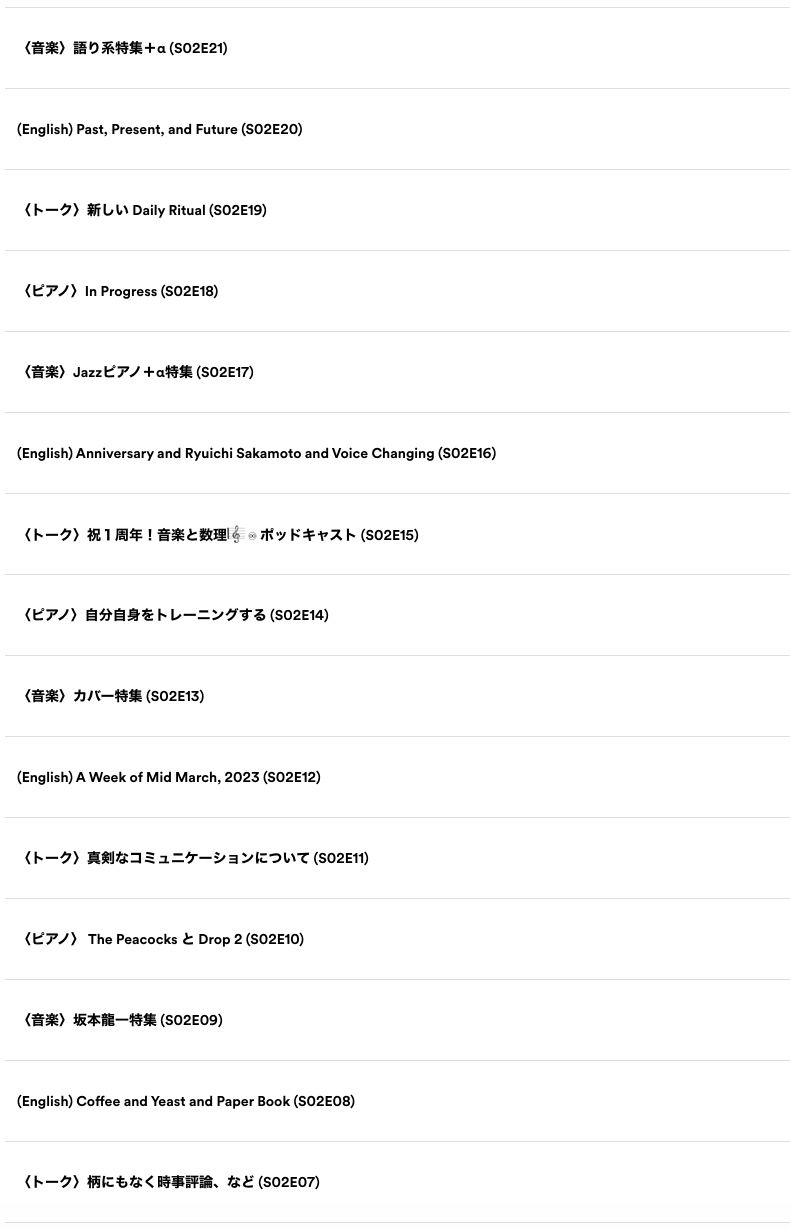 〈音楽〉語り系特集＋α (S02E21)
(English) Past, Present, and Future (S02E20)
〈トーク〉新しい Daily Ritual (S02E19)
〈ピアノ〉In Progress (S02E18)
〈音楽〉Jazzピアノ＋α特集 (S02E17)
(English) Anniversary and Ryuichi Sakamoto and Voice Changing (S02E16)
〈トーク〉祝１周年！音楽と数理🎼♾ポッドキャスト (S02E15)
〈ピアノ〉自分自身をトレーニングする (S02E14)
〈音楽〉カバー特集 (S02E13)
(English) A Week of Mid March, 2023 (S02E12)
〈トーク〉真剣なコミュニケーションについて (S02E11)
〈ピアノ〉 The Peacocks と Drop 2 (S02E10)
〈音楽〉坂本龍一特集 (S02E09)
(English) Coffee and Yeast and Paper Book (S02E08)
〈トーク〉柄にもなく時事評論、など (S02E07)